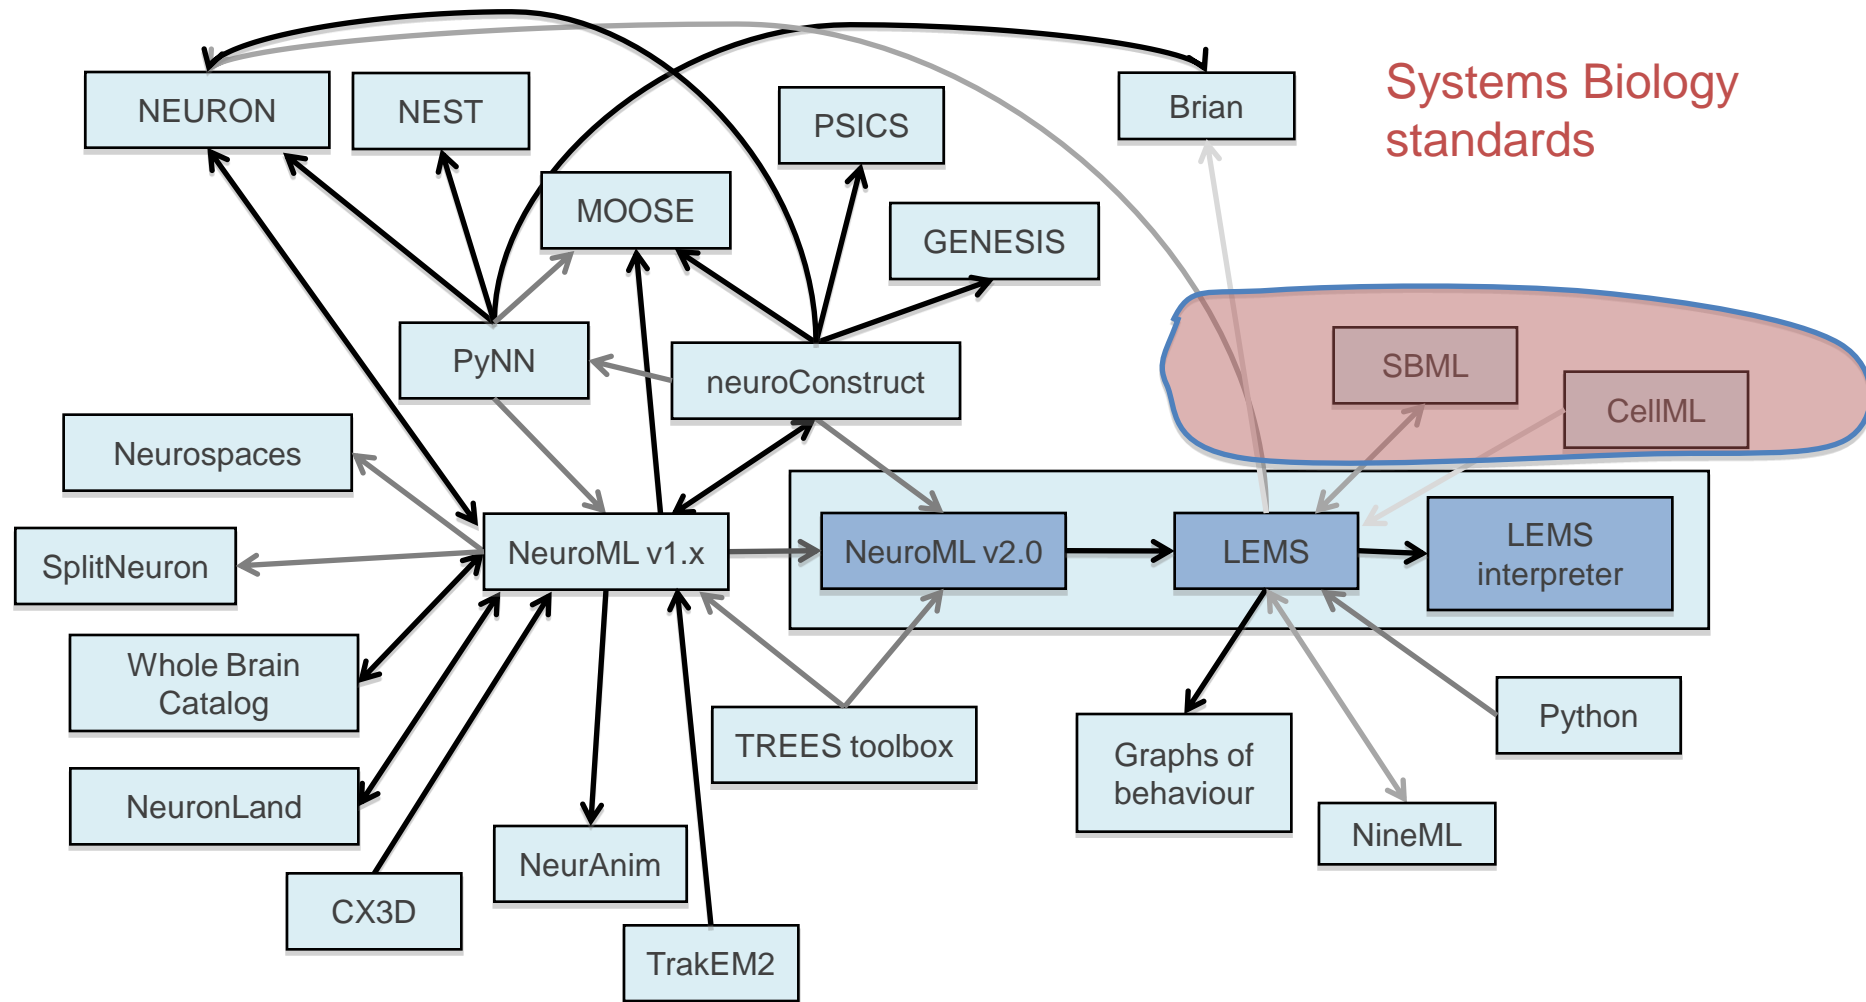 NEURON
NEST
PSICS
Brian
Systems Biology
standards
MOOSE
GENESIS
PyNN
neuroConstruct
SBML
CellML
Neurospaces
SplitNeuron
NeuroML v1.x
NeuroML v2.0
LEMS
LEMS
interpreter
Whole Brain
Catalog
TREES toolbox
Graphs of
behaviour
Python
NeuronLand
NeurAnim
NineML
CX3D
TrakEM2